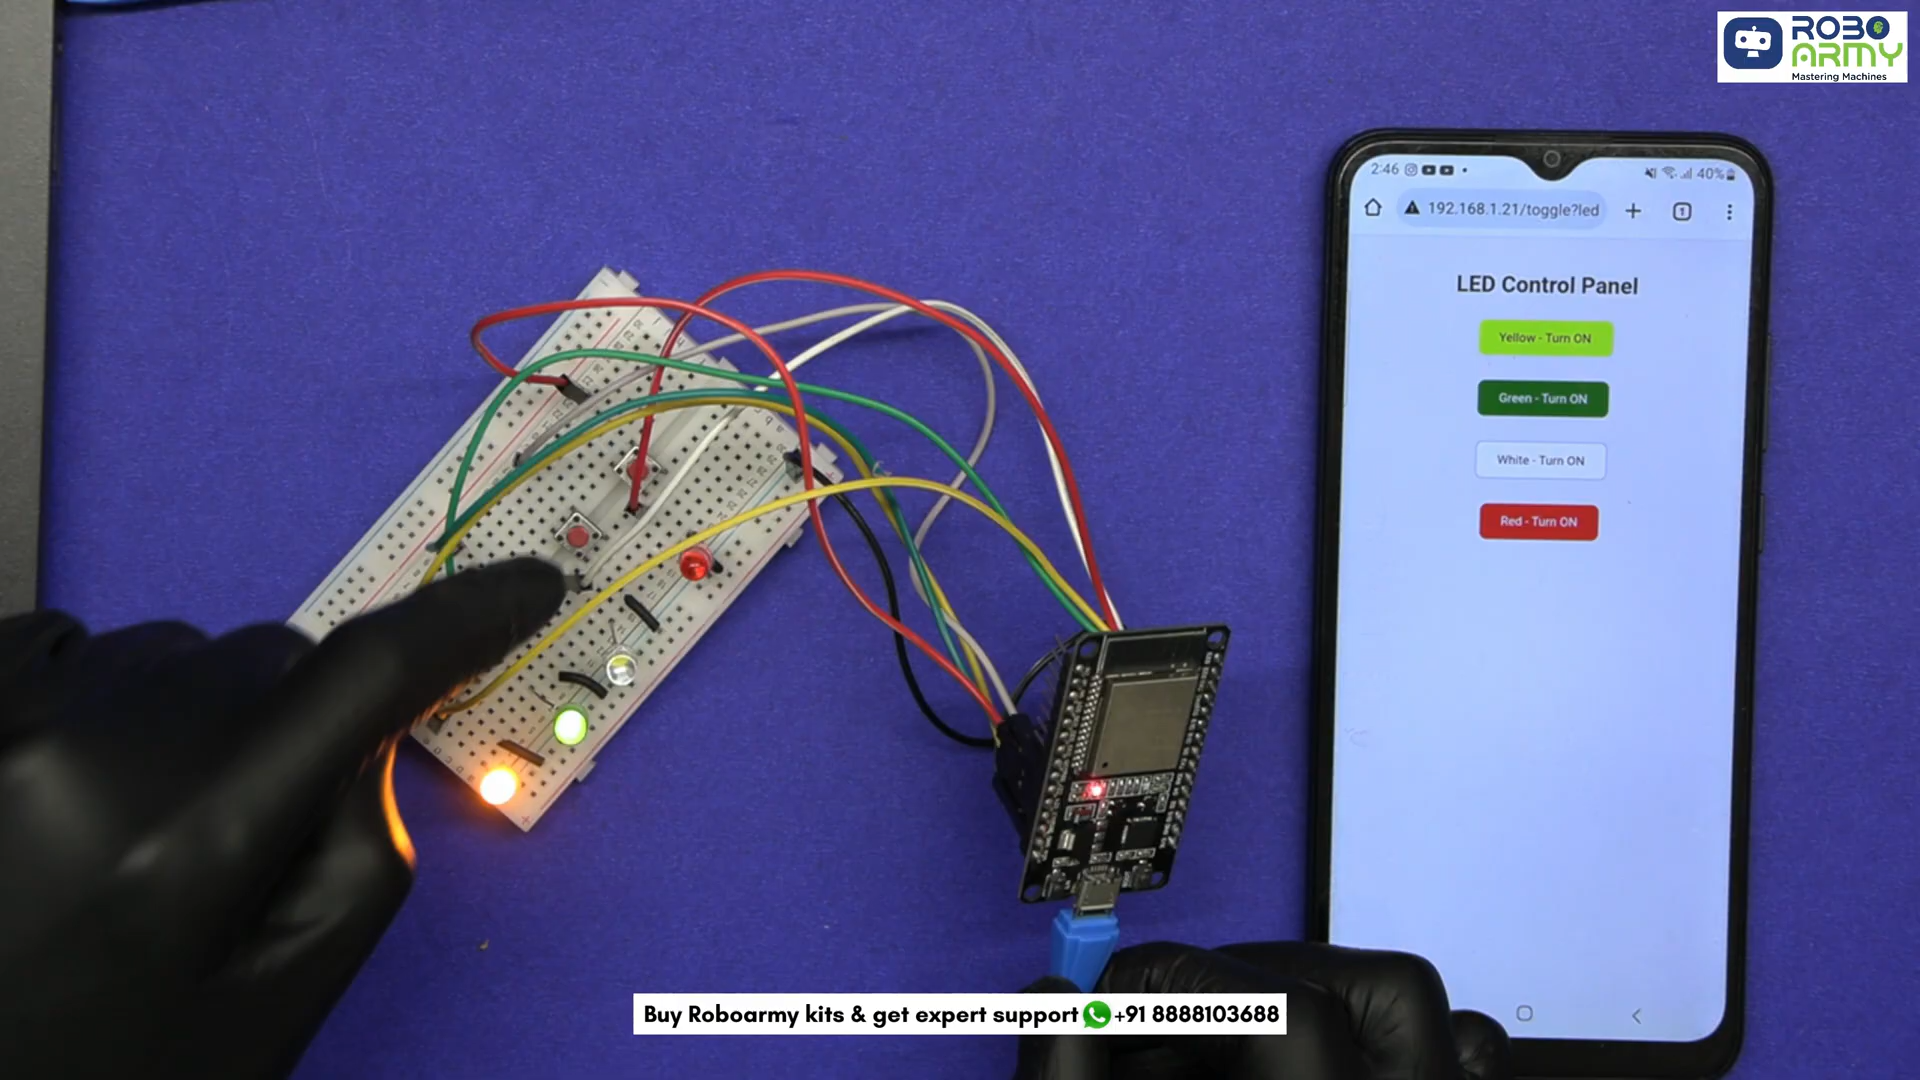 ROBO
ARMY
Mastering Machines
2:46
40%
192.168.1.21/toggle?led
1
LED Control Panel
Yellow - Turn ON
Green - Turn ON
White - Turn ON
Red - Turn ON
Buy Roboarmy kits & get expert support +91 8888103688